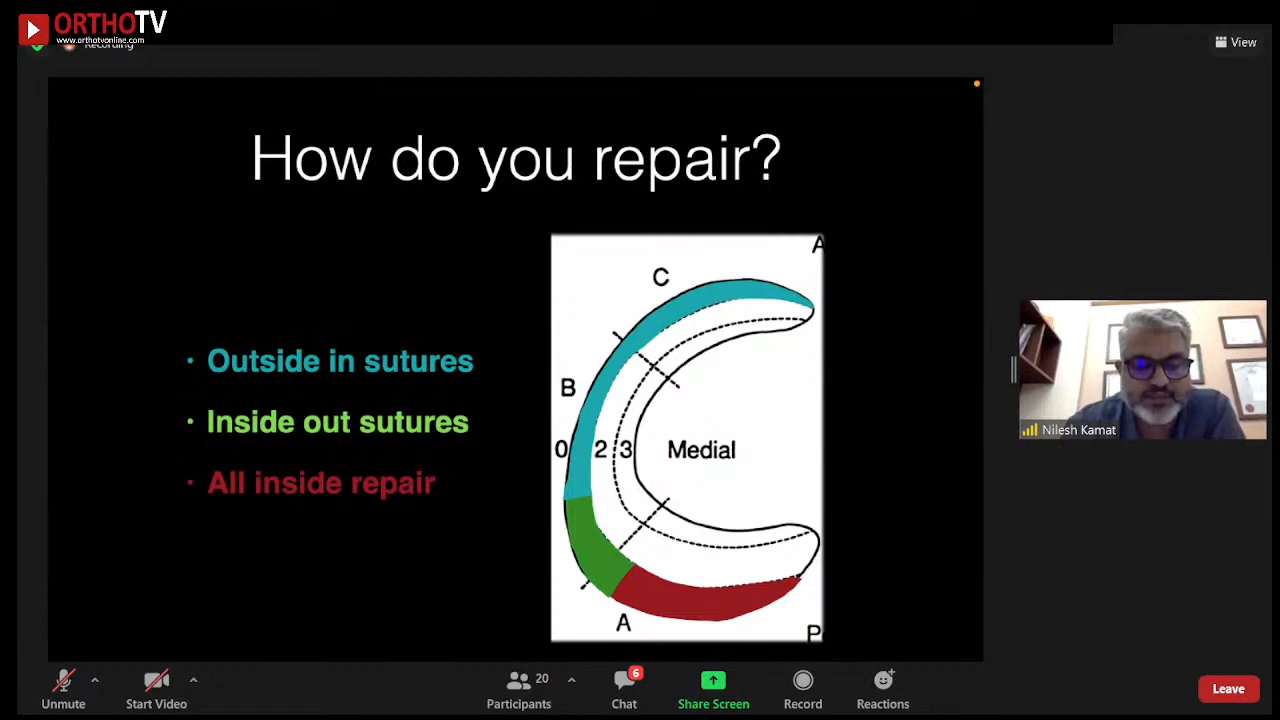 ORTHOTV
www.orthotvonline.com
Recording
View
How do you repair?
• Outside in sutures
• Inside out sutures
• All inside repair
A
C
B
0 2 3 Medial
A
P
Nilesh Kamat
Unmute
Start Video
20
Participants
6
Chat
Share Screen
Record
Reactions
Leave